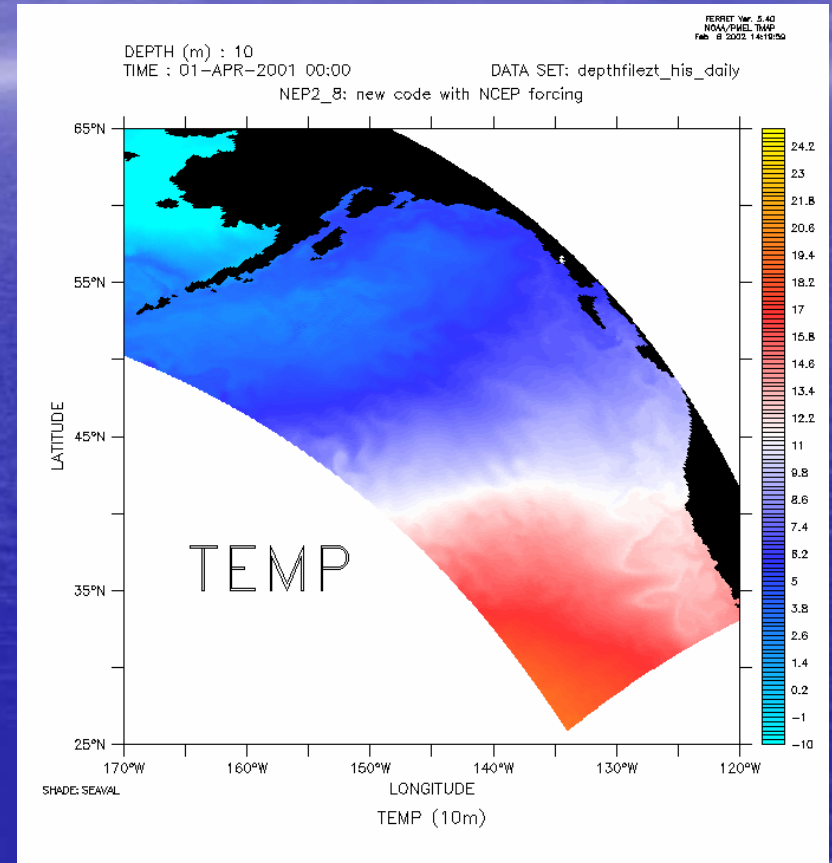 FERRET Ver. 5.40
NOAA/PMEL TMAP
Feb 6 2002 14:19:59
DEPTH (m) : 10
TIME : 01-APR-2001 00:00
DATA SET: depthfilezt_his_daily
NEP2_8: new code with NCEP forcing
65°N
55°N
45°N
35°N
25°N
LATITUDE
TEMP
170°W
160°W
150°W
140°W
130°W
120°W
LONGITUDE
24.2
23
21.8
20.6
19.4
18.2
17
15.8
14.6
13.4
12.2
11
9.8
8.6
7.4
6.2
5
3.8
2.6
1.4
0.2
-1
-10
SHADE: SEAVAL
TEMP (10m)